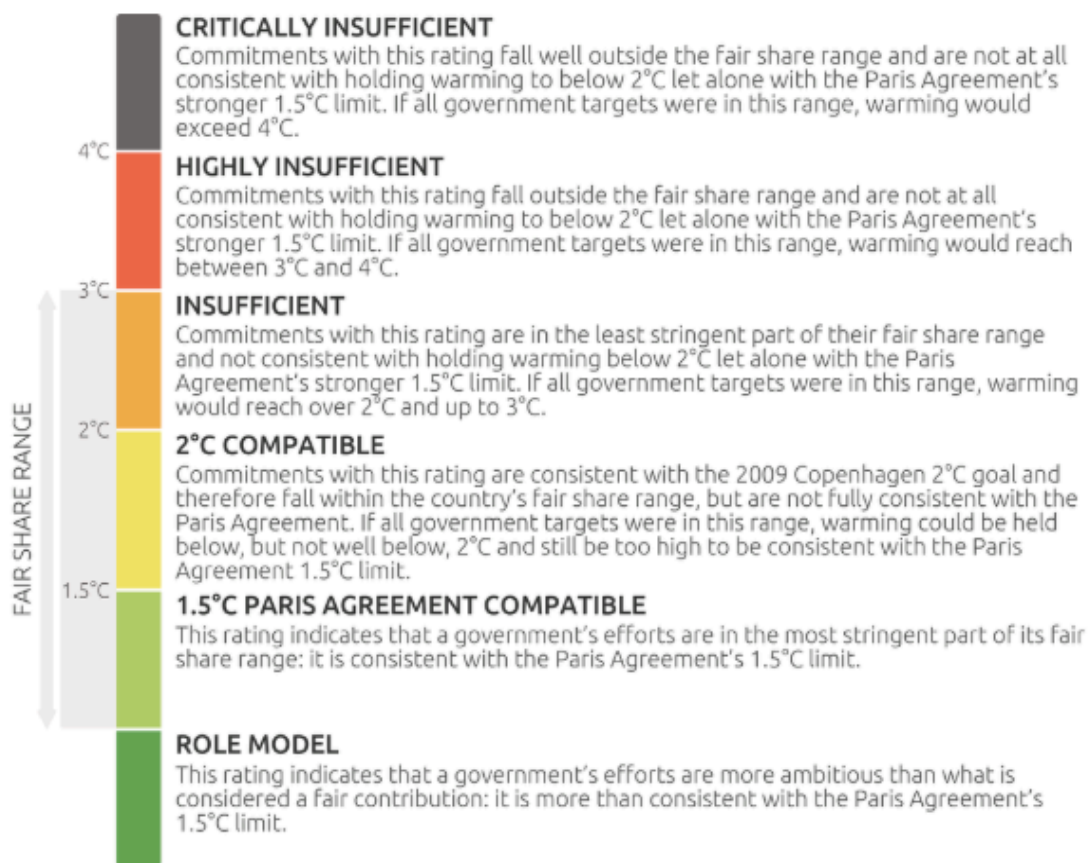 CRITICALLY INSUFFICIENT
Commitments with this rating fall well outside the fair share range and are not at all
consistent with holding warming to below 2°C let alone with the Paris Agreement's
stronger 1.5°C limit. If all government targets were in this range, warming would
exceed 4°C.
4°C
HIGHLY INSUFFICIENT
Commitments with this rating fall outside the fair share range and are not at all
consistent with holding warming to below 2°C let alone with the Paris Agreement's
stronger 1.5°C limit. If all government targets were in this range, warming would reach
between 3°C and 4°C.
3°C
INSUFFICIENT
Commitments with this rating are in the least stringent part of their fair share range
and not consistent with holding warming below 2°C let alone with the Paris
Agreement's stronger 1.5°C limit. If all government targets were in this range, warming
would reach over 2°C and up to 3°C.
2°C
2°C COMPATIBLE
Commitments with this rating are consistent with the 2009 Copenhagen 2°C goal and
therefore fall within the country's fair share range, but are not fully consistent with the
Paris Agreement. If all government targets were in this range, warming could be held
below, but not well below, 2°C and still be too high to be consistent with the Paris
Agreement 1.5°C limit.
FAIR SHARE RANGE
1.5°C
1.5°C PARIS AGREEMENT COMPATIBLE
This rating indicates that a government's efforts are in the most stringent part of its fair
share range: it is consistent with the Paris Agreement's 1.5°C limit.
ROLE MODEL
This rating indicates that a government's efforts are more ambitious than what is
considered a fair contribution: it is more than consistent with the Paris Agreement's
1.5°C limit.